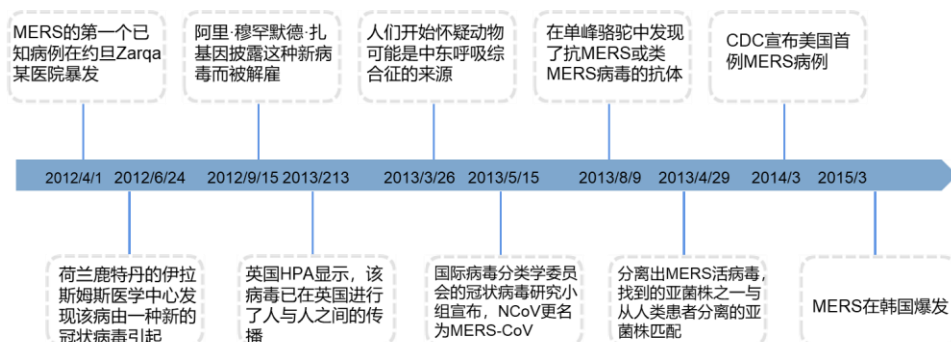 MERS的第一个已
知病例在约旦Zarqa
某医院暴发
阿里·穆罕默德·扎
基因披露这种新病
毒而被解雇
人们开始怀疑动物
可能是中东呼吸综
合征的来源
在单峰骆驼中发现
了抗MERS或类
MERS病毒的抗体
CDC宣布美国首
例MERS病例
2012/4/1 2012/6/24 2012/9/15 2013/213 2013/3/26 2013/5/15 2013/8/9 2013/4/29 2014/3 2015/3
荷兰鹿特丹的伊拉
斯姆斯医学中心发
现该病由一种新的
冠状病毒引起
英国HPA显示，该
病毒已在英国进行
了人与人之间的传
播
国际病毒分类学委员
会的冠状病毒研究小
组宣布，NCoV更名
为MERS-CoV
分离出MERS活病毒，
找到的亚菌株之一与
从人类患者分离的亚
菌株匹配
MERS在韩国爆发